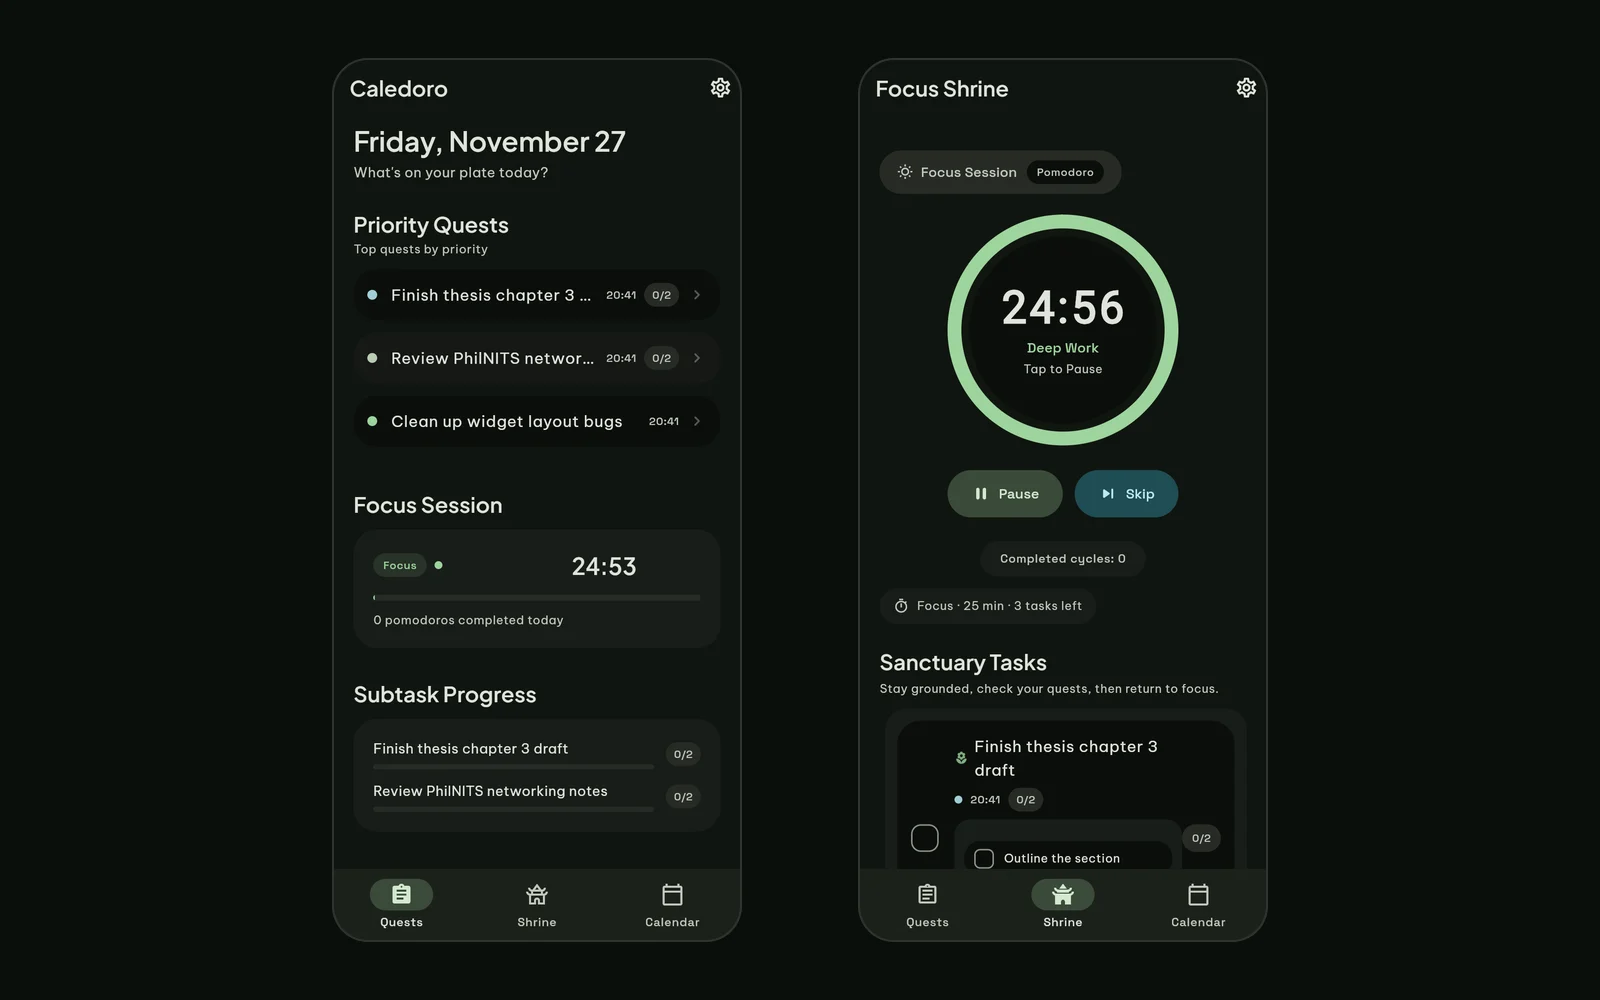 Caledoro
Friday, November 27
What's on your plate today?
Priority Quests
Top quests by priority
Finish thesis chapter 3 ... 20:41 0/2
Review PhilNITS networ... 20:41 0/2
Clean up widget layout bugs 20:41
Focus Session
Focus 24:53
0 pomodoros completed today
Subtask Progress
Finish thesis chapter 3 draft 0/2
Review PhilNITS networking notes 0/2
Quests Shrine Calendar
Focus Shrine
Focus Session Pomodoro
24:56
Deep Work
Tap to Pause
Pause Skip
Completed cycles: 0
Focus · 25 min · 3 tasks left
Sanctuary Tasks
Stay grounded, check your quests, then return to focus.
Finish thesis chapter 3
draft
20:41 0/2
0/2
Outline the section
Quests Shrine Calendar